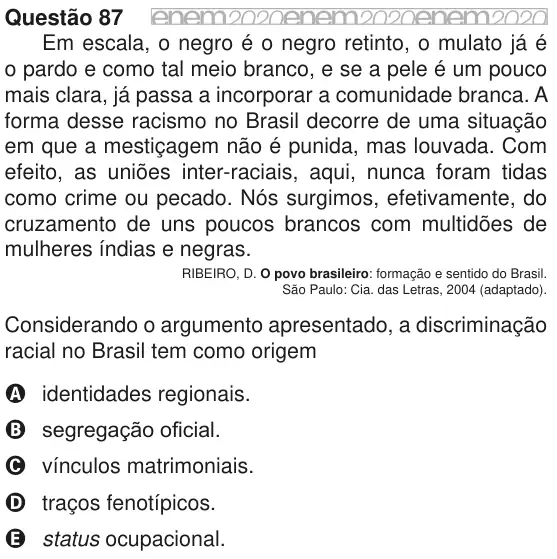 Questão 87 enem2020enem2020enem2020
Em escala, o negro é o negro retinto, o mulato já é
o pardo e como tal meio branco, e se a pele é um pouco
mais clara, já passa a incorporar a comunidade branca. A
forma desse racismo no Brasil decorre de uma situação
em que a mestiçagem não é punida, mas louvada. Com
efeito, as uniões inter-raciais, aqui, nunca foram tidas
como crime ou pecado. Nós surgimos, efetivamente, do
cruzamento de uns poucos brancos com multidões de
mulheres índias e negras.
RIBEIRO, D. O povo brasileiro: formação e sentido do Brasil.
São Paulo: Cia. das Letras, 2004 (adaptado).
Considerando o argumento apresentado, a discriminação
racial no Brasil tem como origem
A identidades regionais.
B segregação oficial.
C vínculos matrimoniais.
D traços fenotípicos.
E status ocupacional.